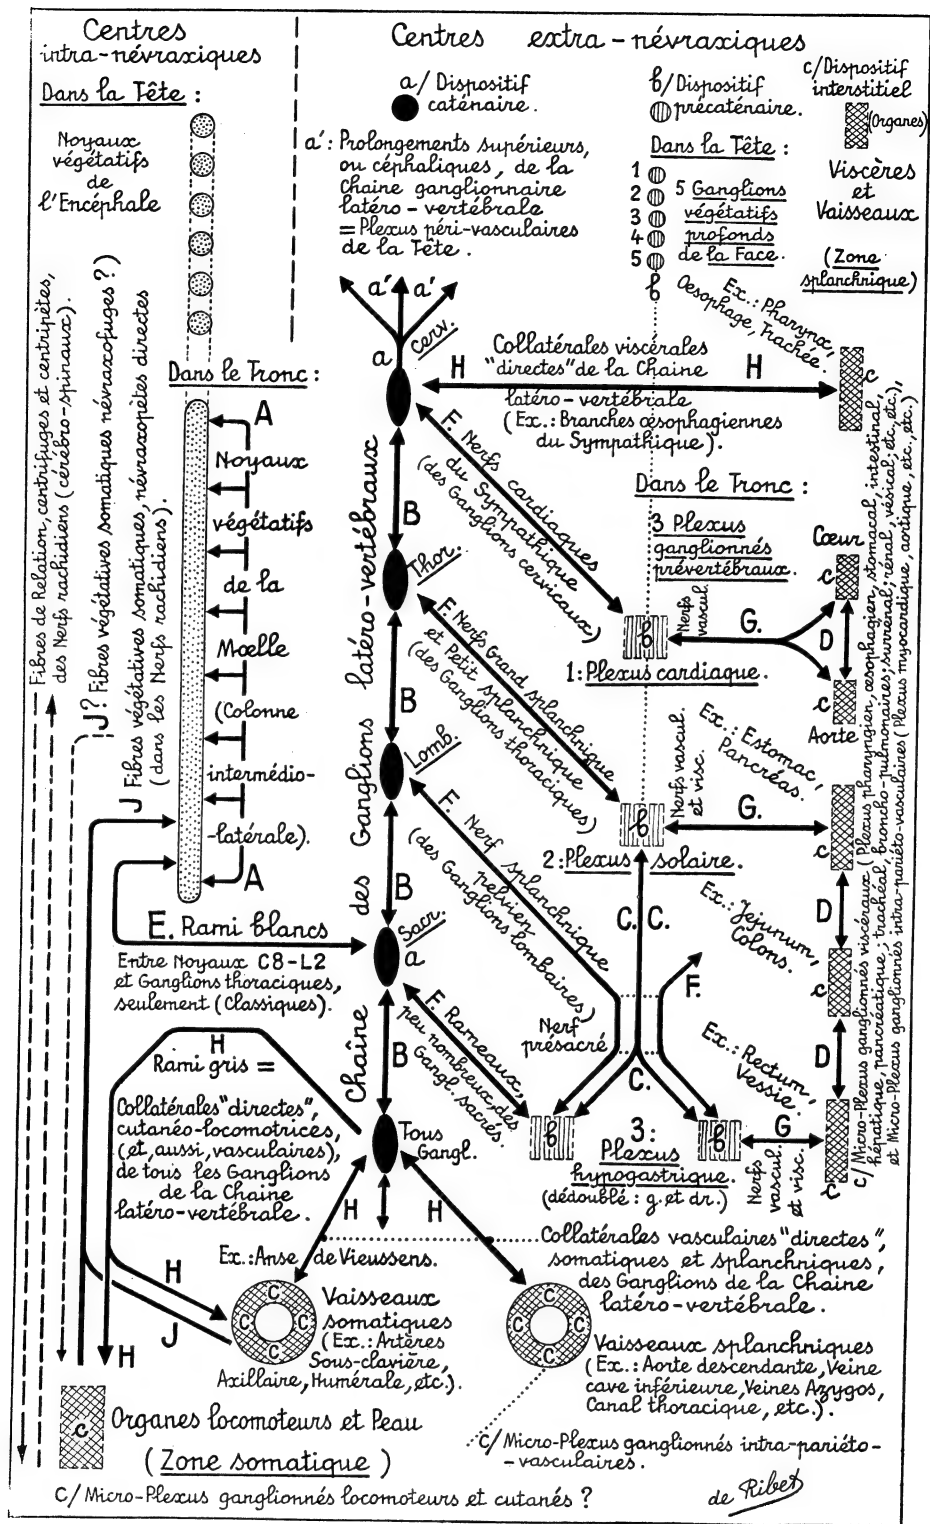 Centres
intra-névraxiques
Dans la Tête :
Noyaux
végétatifs
de
l'Encéphale
Centres extra-névraxiques
a/ Dispositif
caténaire.
b/ Dispositif
précaténaire.
c/ Dispositif
interstitiel
(Organes)
a' : Prolongements supérieurs,
ou céphaliques, de la
Chaine ganglionnaire
latéro-vertébrale
= Plexus péri-vasculaires
de la Tête.
Dans la Tête :
1
2
3
4
5
5 Ganglions
végétatifs
profonds
de la Face.
b
Viscères
et
Vaisseaux
(Zone
splanchnique)
a' a'
a
Cerv.
Ex.: Pharynx,
Oesophage, Trachée.
Collatérales viscérales
H "directes" de la Chaine H
latéro-vertébrale
(Ex.: Branches œsophagiennes
du Sympathique).
c
Fibres de Relation, centrifuges et centripètes,
des Nerfs rachidiens (cérébro-spinaux).
J? Fibres végétatives somatiques névraxofuges ?)
J Fibres végétatives somatiques, névraxopètes directes
(dans les Nerfs rachidiens).
Dans le Tronc :
A
Noyaux
végétatifs
de la
Mœlle
(Colonne
intermédio-
-latérale).
A
Chaîne des Ganglions latéro-vertébraux
B
Thor.
B
Lomb.
B
Sacr.
a
B
F. Nerfs cardiaques
du Sympathique
(des Ganglions
cervicaux)
Dans le Tronc :
3 Plexus
ganglionnés
prévertébraux
Cœur
c
Nerfs
vascul.
b
G.
D
1: Plexus cardiaque.
c
Aorte
F. Nerfs Grand splanchnique
et Petit splanchnique
(des Ganglions thoraciques)
Nerfs vascul.
et visc.
Ex.: Estomac,
Pancréas.
b
G.
c
2: Plexus solaire.
F. Nerf splanchnique
pelvien
(des Ganglions lombaires)
C. C.
Ex.: Jéjunum,
Colons.
D
c
F.
Nerf
présacré
C.
D
Ex.: Rectum,
Vessie.
E. Rami blancs
Entre Noyaux C8-L2
et Ganglions thoraciques,
seulement (Classiques).
F. Rameaux,
peu nombreux, des
Gangl. sacrés.
b
3:
Plexus
hypogastrique.
(dédoublé : g. et dr.)
b
G
Nerfs
vascul.
et visc.
c
c/ Micro-Plexus ganglionnés viscéraux (Plexus pharyngien, œsophagien, stomacal, intestinal,
hépatique, pancréatique ; trachéal, broncho-pulmonaires ; surrénal ; rénal, vésical, etc, etc),
et Micro-Plexus ganglionnés intra-pariéto-vasculaires (Plexus myocardique, aortique, etc, etc.)
H
Rami gris =
Collatérales "directes",
cutanéo-locomotrices,
(et, aussi, vasculaires),
de tous les Ganglions
de la Chaine
latéro-vertébrale.
Tous
Gangl.
H H
Ex.: Anse de Vieussens.
Collatérales vasculaires "directes",
somatiques et splanchniques,
des Ganglions de la Chaine
latéro-vertébrale.
H
J
H
C
C C
C
Vaisseaux
somatiques
(Ex.: Artères
Sous-clavière,
Axillaire, Humérale, etc.).
C
C C
C
Vaisseaux splanchniques
(Ex.: Aorte descendante, Veine
cave inférieure, Veines Azygos,
Canal thoracique, etc.).
c
Organes locomoteurs et Peau
(Zone somatique)
C/ Micro-Plexus ganglionnés intra-pariéto-
-vasculaires.
C/ Micro-Plexus ganglionnés locomoteurs et cutanés ?
de Ribet